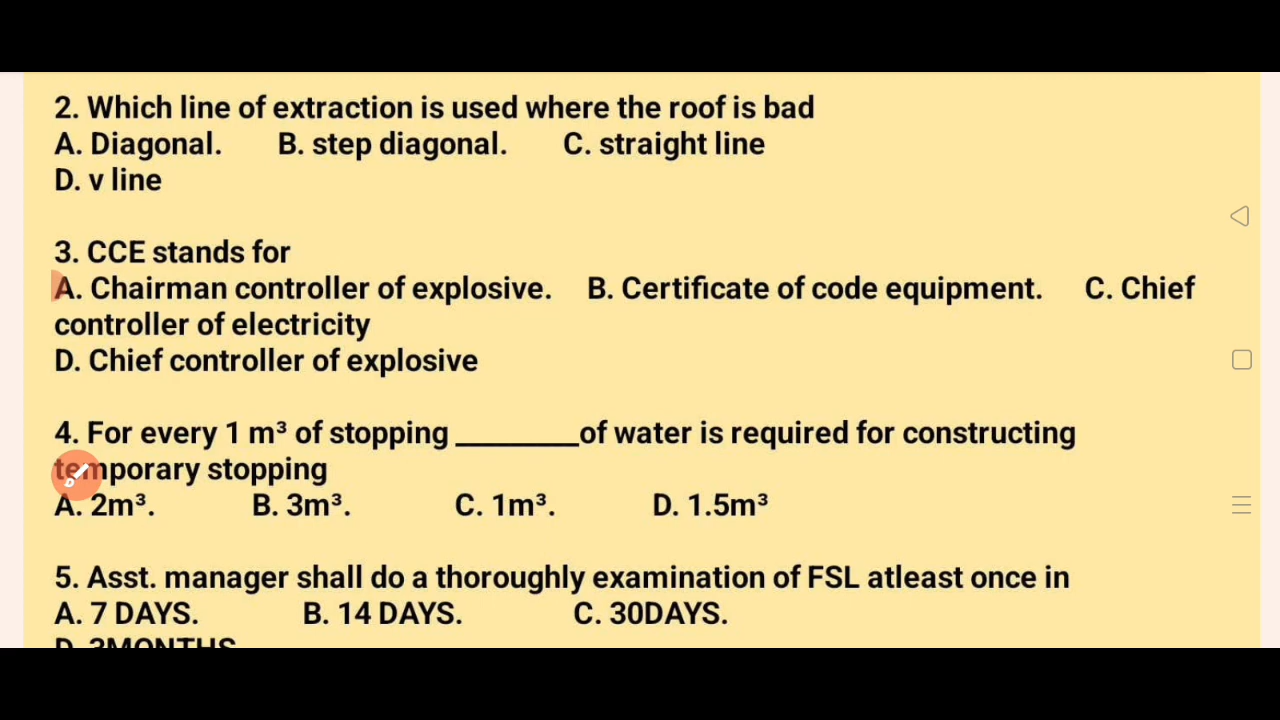 2. Which line of extraction is used where the roof is bad
A. Diagonal. B. step diagonal. C. straight line
D. v line
3. CCE stands for
A. Chairman controller of explosive. B. Certificate of code equipment. C. Chief
controller of electricity
D. Chief controller of explosive
4. For every 1 m³ of stopping ________of water is required for constructing
temporary stopping
A. 2m³. B. 3m³. C. 1m³. D. 1.5m³
5. Asst. manager shall do a thoroughly examination of FSL atleast once in
A. 7 DAYS. B. 14 DAYS. C. 30DAYS.
D. 3MONTHS